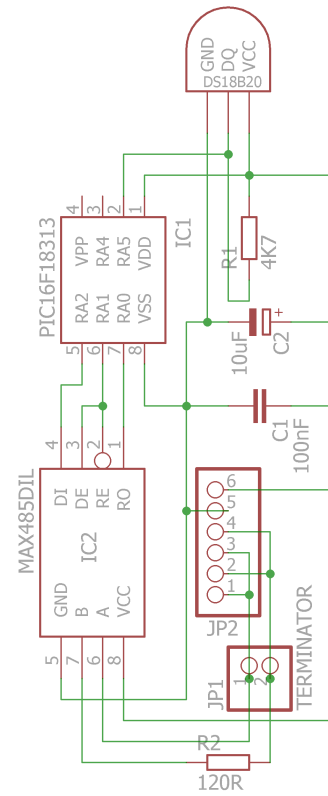 GND
DQ
VCC
DS18B20
4
3
2
1
VPP
RA4
RA5
VDD
PIC16F18313
IC1
RA2
RA1
RA0
VSS
5
6
7
8
R1
4K7
+
10uF
C2
C1
100nF
4
3
2
1
DI
DE
RE
RO
MAX485DIL
IC2
GND
B
A
VCC
5
7
6
8
6
5
4
3
2
1
JP2
JP1
1
2
TERMINATOR
R2
120R